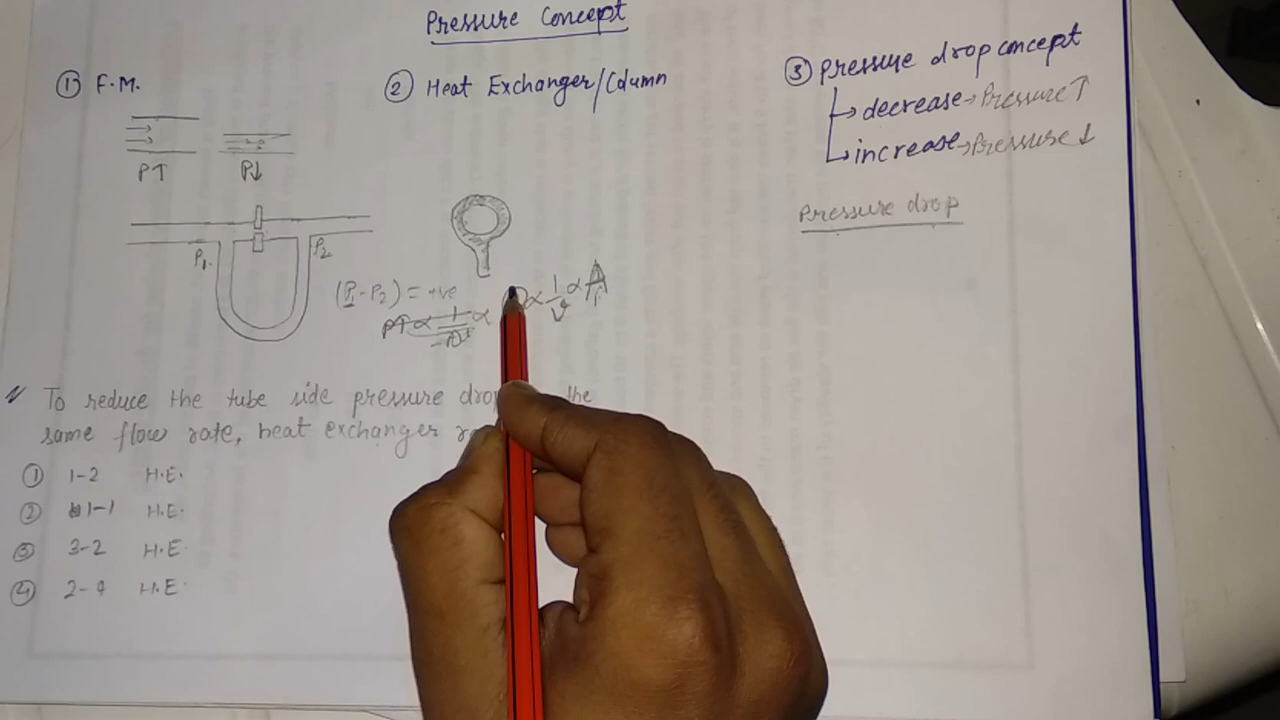 Pressure Concept
① F.M.
② Heat Exchanger/Column
③ Pressure drop concept
decrease → Pressure ↑
increase → Pressure ↓
P↑ P↓
Pressure drop
P₁ P₂
(P₁-P₂) = +ve
∝ 1/v ∝ A
To reduce the tube side pressure drop the
same flow rate, heat exchanger
① 1-2 H.E.
② 1-1 H.E.
③ 3-2 H.E.
④ 2-4 H.E.